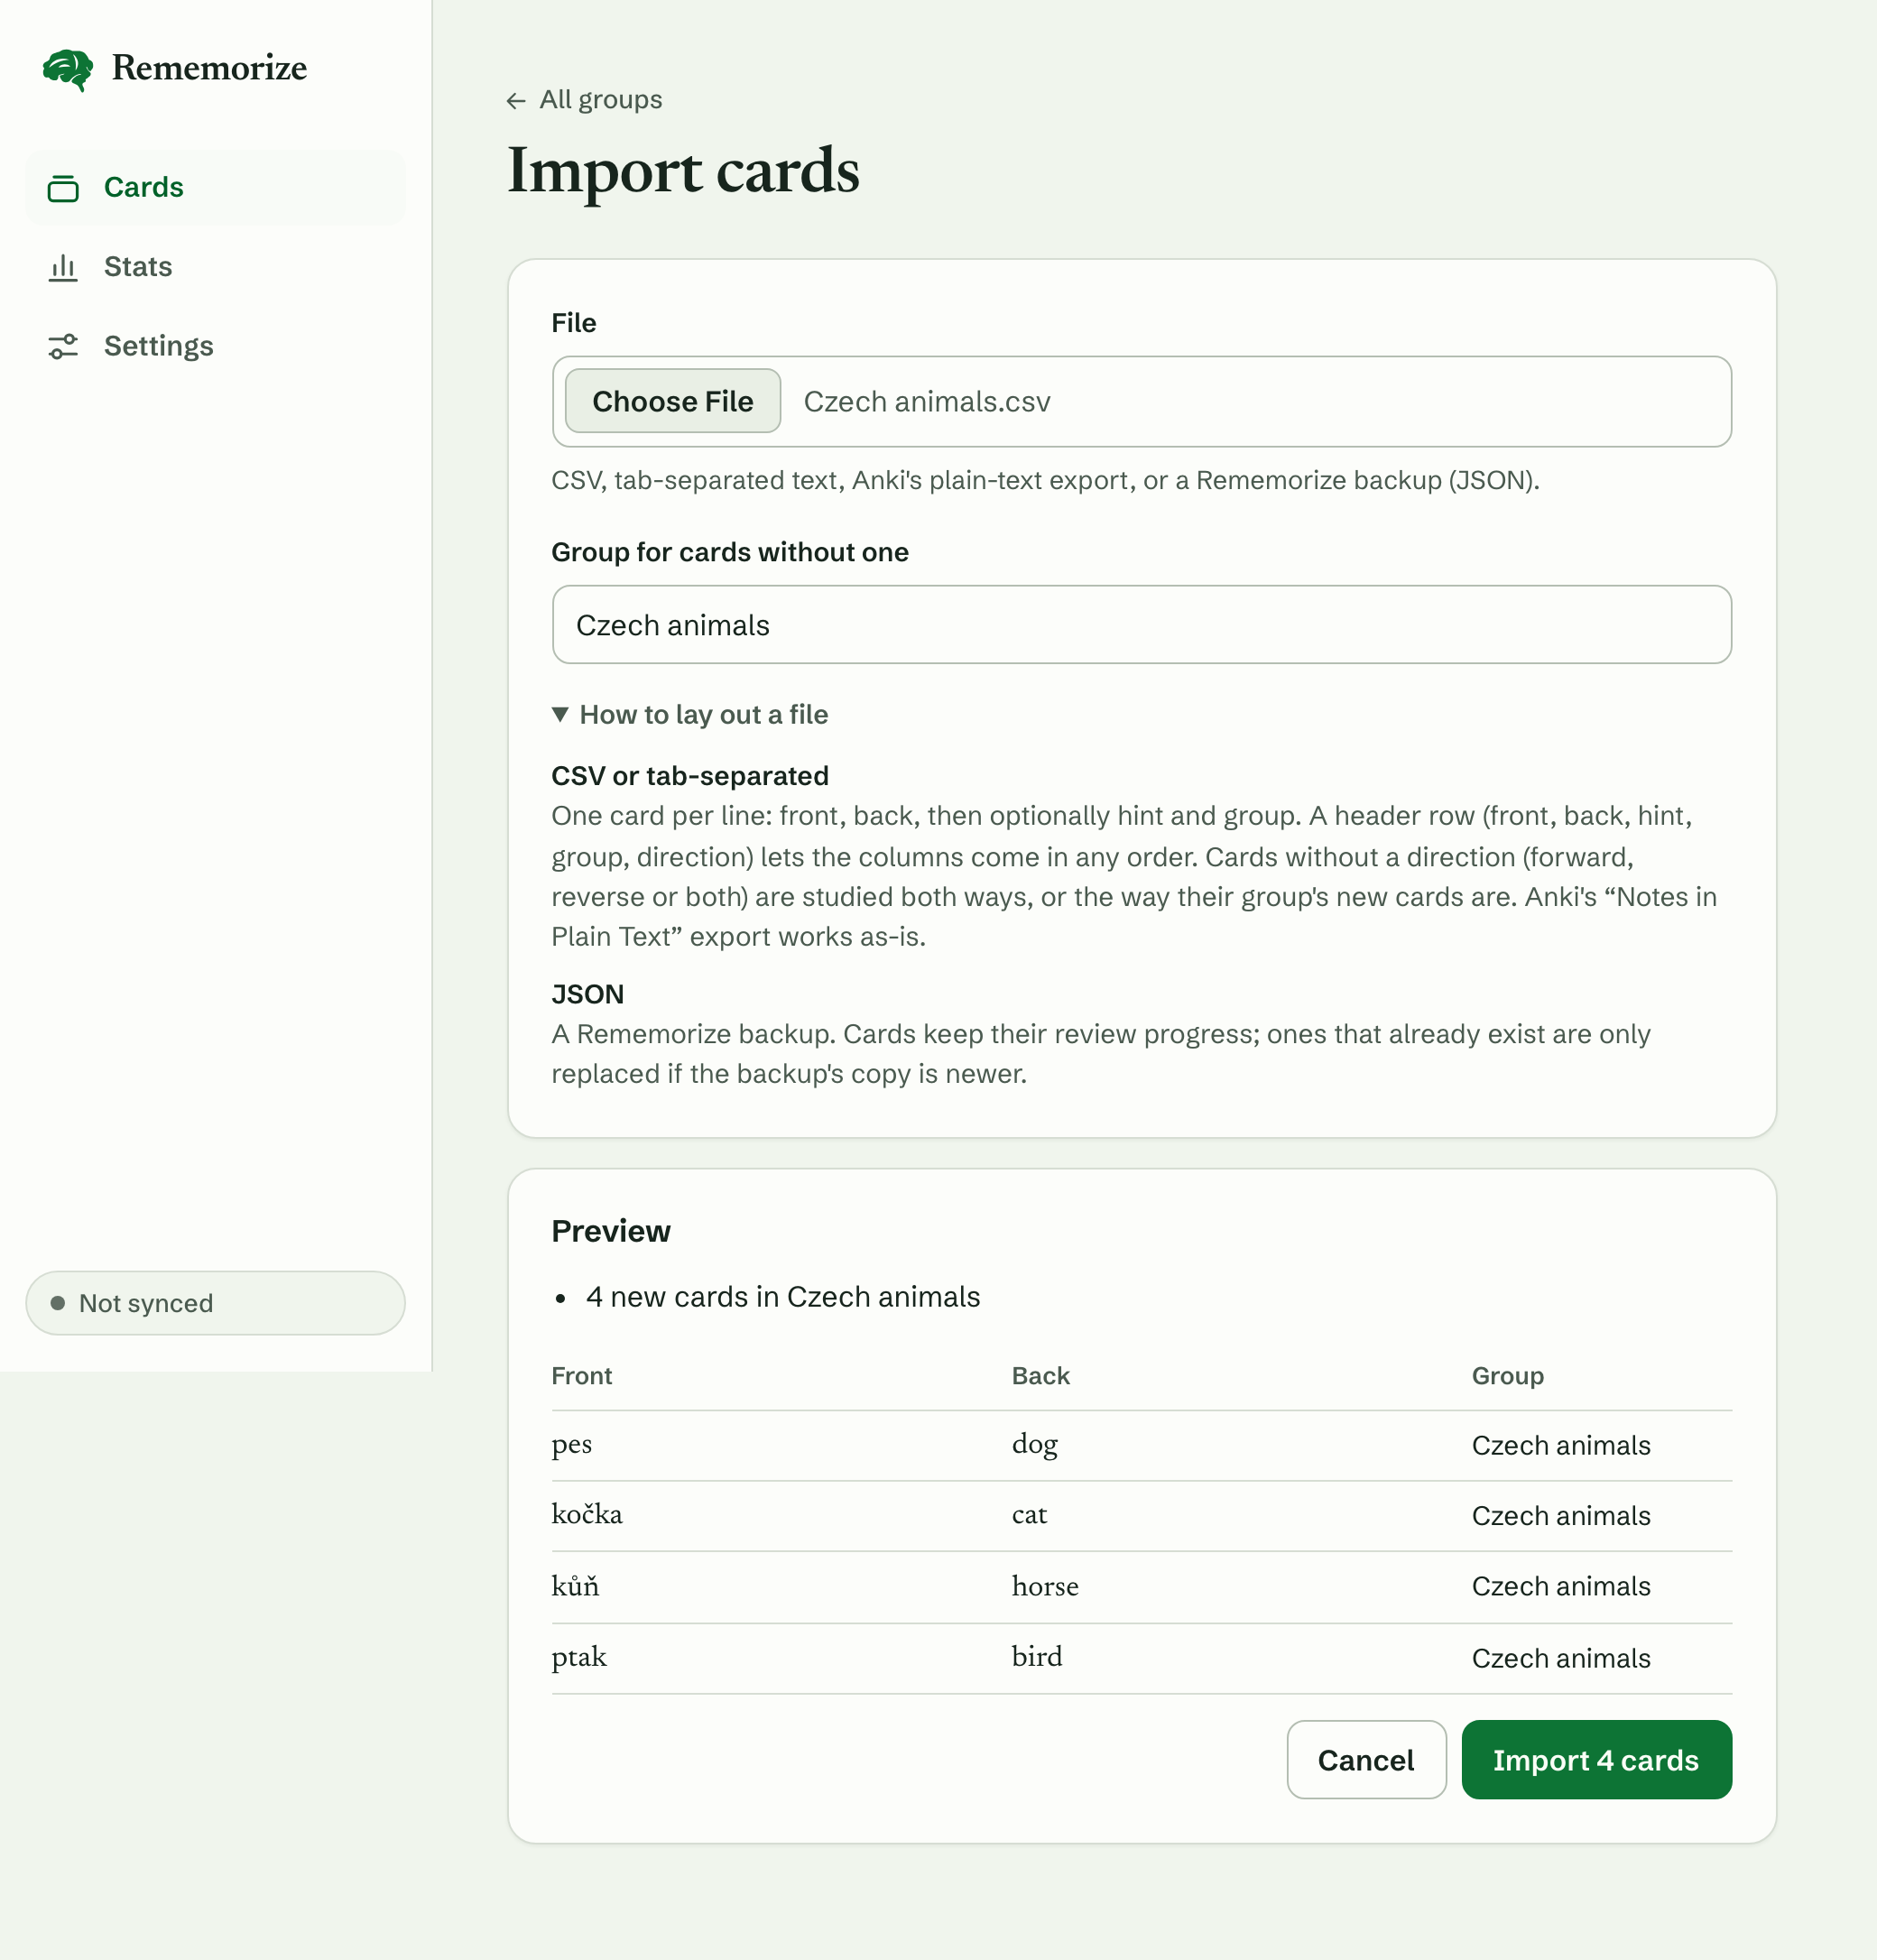 Rememorize
Cards
Stats
Settings
Not synced
← All groups
Import cards
File
Choose File Czech animals.csv
CSV, tab-separated text, Anki's plain-text export, or a Rememorize backup (JSON).
Group for cards without one
Czech animals
▼ How to lay out a file
CSV or tab-separated
One card per line: front, back, then optionally hint and group. A header row (front, back, hint,
group, direction) lets the columns come in any order. Cards without a direction (forward,
reverse or both) are studied both ways, or the way their group's new cards are. Anki's “Notes in
Plain Text” export works as-is.
JSON
A Rememorize backup. Cards keep their review progress; ones that already exist are only
replaced if the backup's copy is newer.
Preview
• 4 new cards in Czech animals
Front Back Group
pes dog Czech animals
kočka cat Czech animals
kůň horse Czech animals
ptak bird Czech animals
Cancel Import 4 cards